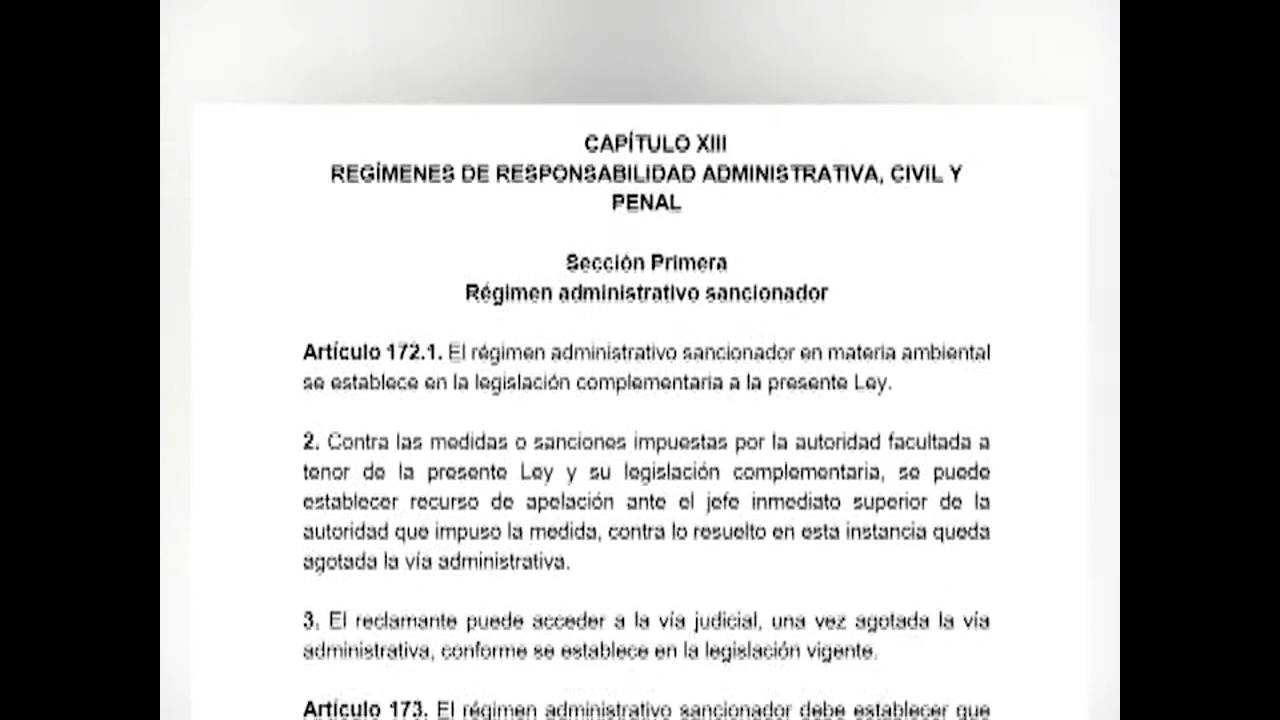 CAPÍTULO XIII
REGÍMENES DE RESPONSABILIDAD ADMINISTRATIVA, CIVIL Y
PENAL
Sección Primera
Régimen administrativo sancionador
Artículo 172.1. El régimen administrativo sancionador en materia ambiental
se establece en la legislación complementaria a la presente Ley.
2. Contra las medidas o sanciones impuestas por la autoridad facultada a
tenor de la presente Ley y su legislación complementaria, se puede
establecer recurso de apelación ante el jefe inmediato superior de la
autoridad que impuso la medida, contra lo resuelto en esta instancia queda
agotada la vía administrativa.
3. El reclamante puede acceder a la vía judicial, una vez agotada la vía
administrativa, conforme se establece en la legislación vigente.
Artículo 173. El régimen administrativo sancionador debe establecer que